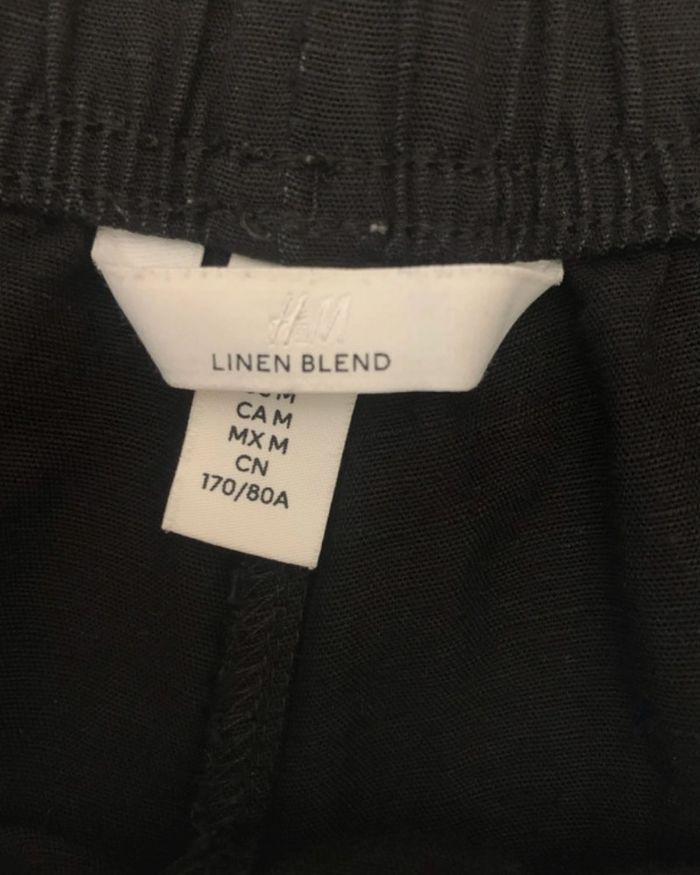 H&M
LINEN BLEND
CA M
MX M
CN
170/80A